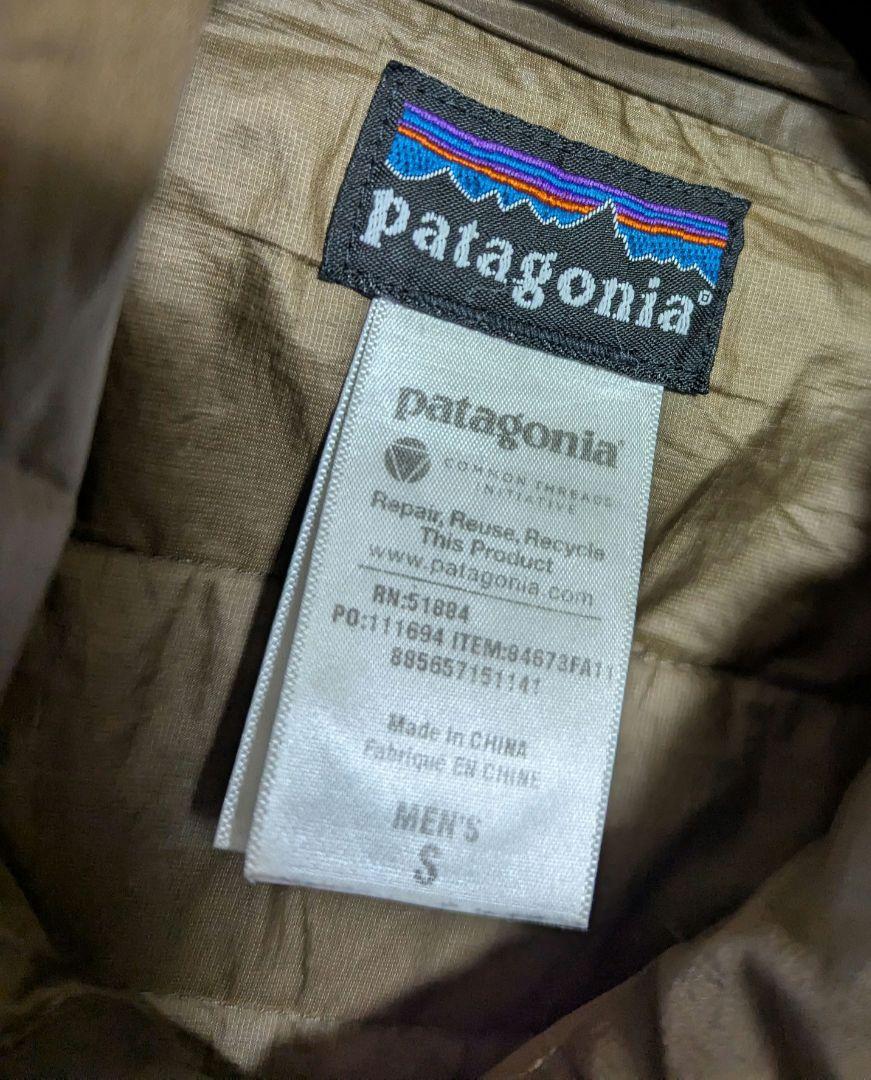 patagonia®
patagonia®
COMMON THREADS
INITIATIVE
Repair, Reuse, Recycle
This Product
www.patagonia.com
RN:51884
PO:111694 ITEM:84673FA11
885657151141
Made in CHINA
Fabriqué EN CHINE
MEN'S
S